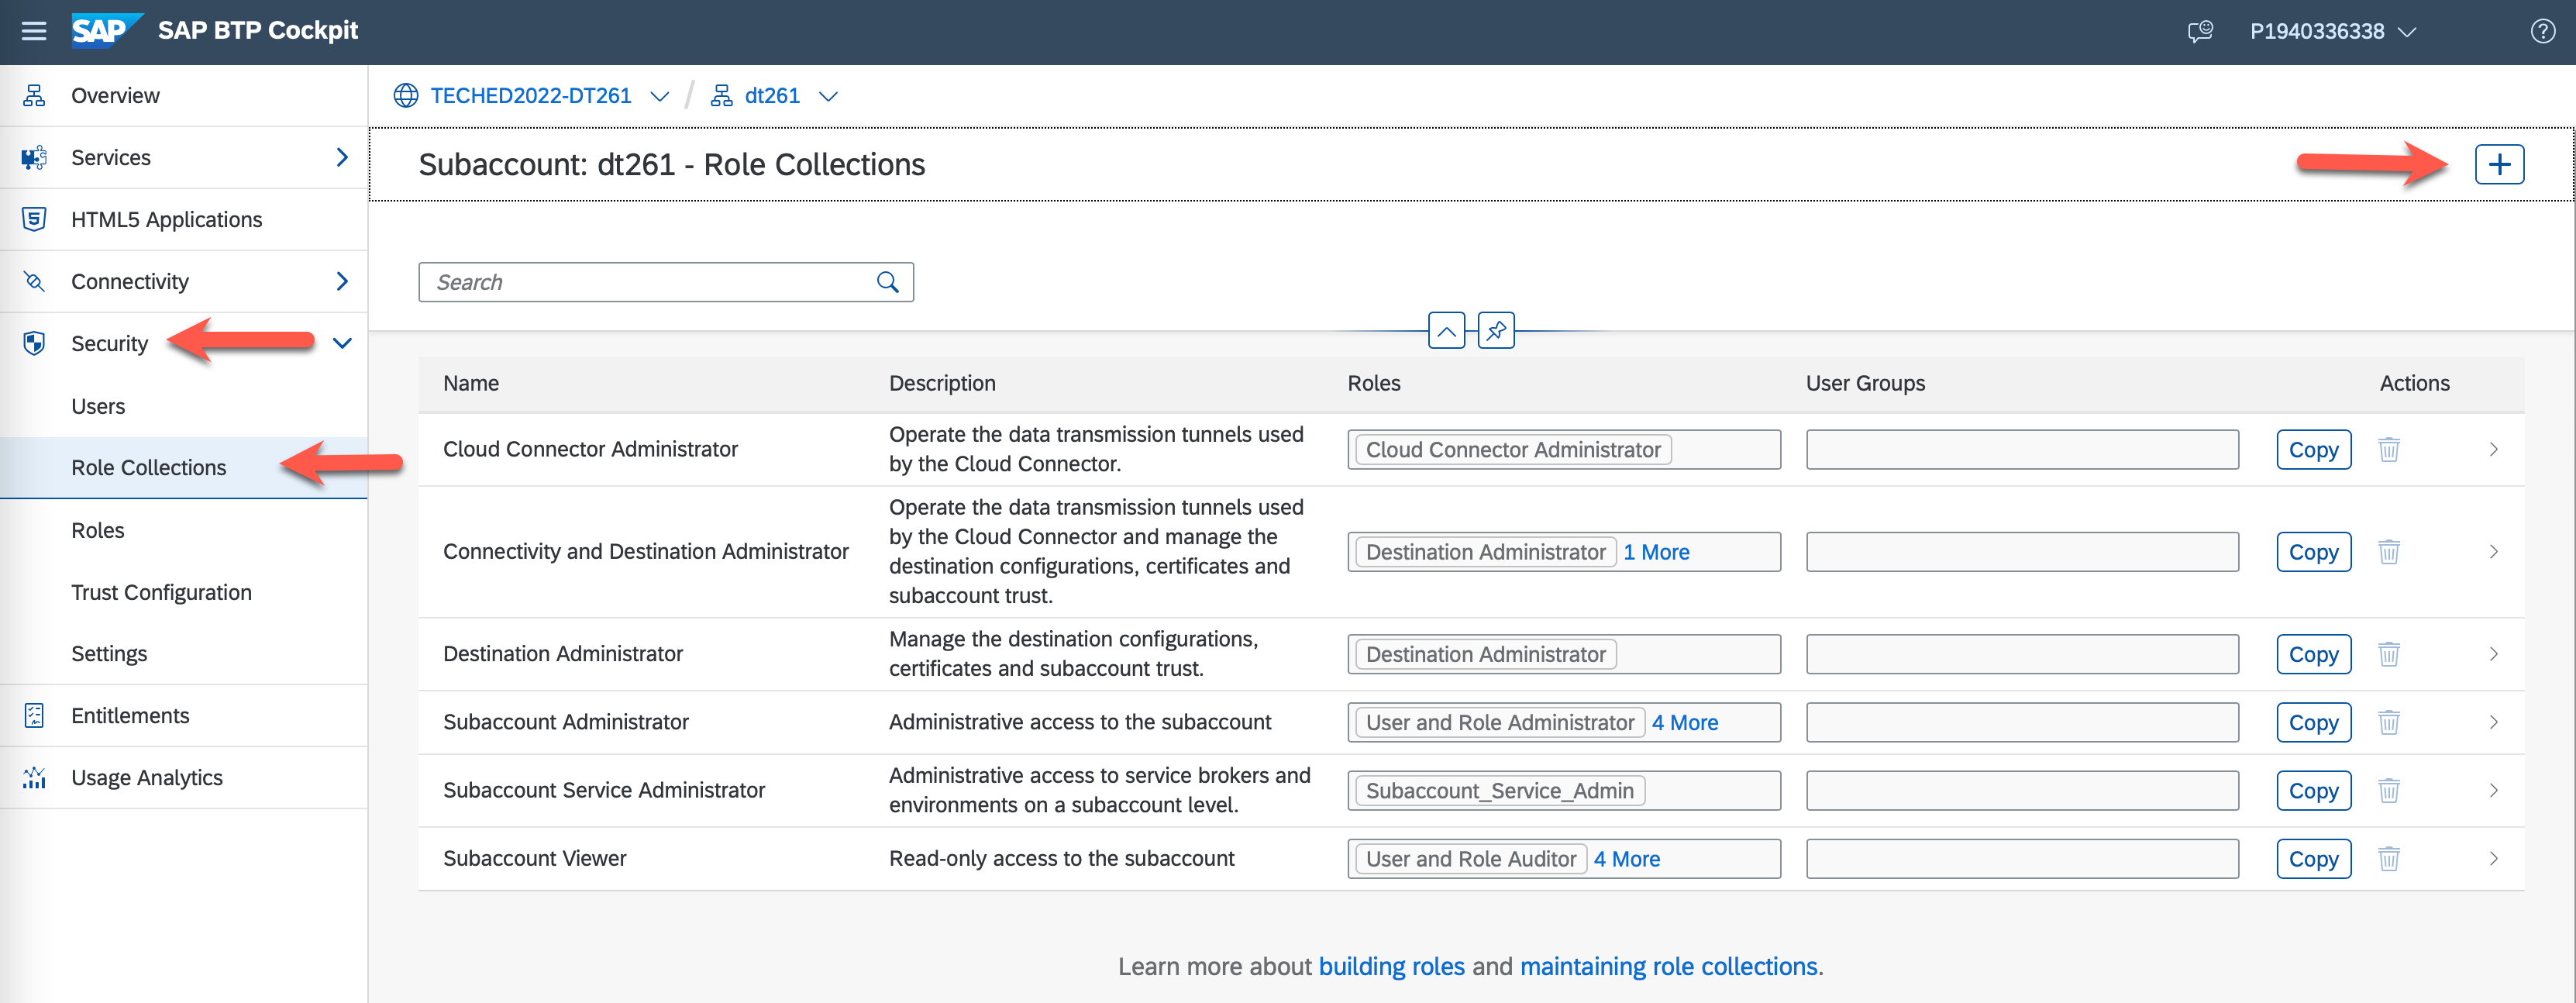 SAP SAP BTP Cockpit
P1940336338
Overview
Services
HTML5 Applications
Connectivity
Security
Users
Role Collections
Roles
Trust Configuration
Settings
Entitlements
Usage Analytics
TECHED2022-DT261 / dt261
Subaccount: dt261 - Role Collections
Search
Name Description Roles User Groups Actions
Cloud Connector Administrator
Operate the data transmission tunnels used
by the Cloud Connector.
Cloud Connector Administrator
Copy
Connectivity and Destination Administrator
Operate the data transmission tunnels used
by the Cloud Connector and manage the
destination configurations, certificates and
subaccount trust.
Destination Administrator 1 More
Copy
Destination Administrator
Manage the destination configurations,
certificates and subaccount trust.
Destination Administrator
Copy
Subaccount Administrator
Administrative access to the subaccount
User and Role Administrator 4 More
Copy
Subaccount Service Administrator
Administrative access to service brokers and
environments on a subaccount level.
Subaccount_Service_Admin
Copy
Subaccount Viewer
Read-only access to the subaccount
User and Role Auditor 4 More
Copy
Learn more about building roles and maintaining role collections.